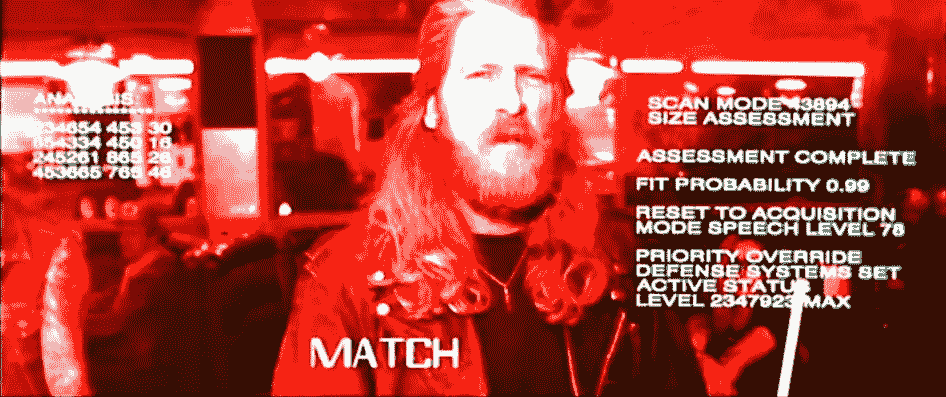 ANALYSIS
***************
234654 453 30
654334 450 16
245261 865 26
453665 765 46
SCAN MODE 43894
SIZE ASSESSMENT
ASSESSMENT COMPLETE
FIT PROBABILITY 0.99
RESET TO ACQUISITION
MODE SPEECH LEVEL 78
PRIORITY OVERRIDE
DEFENSE SYSTEMS SET
ACTIVE STATUS
LEVEL 2347923 MAX
MATCH